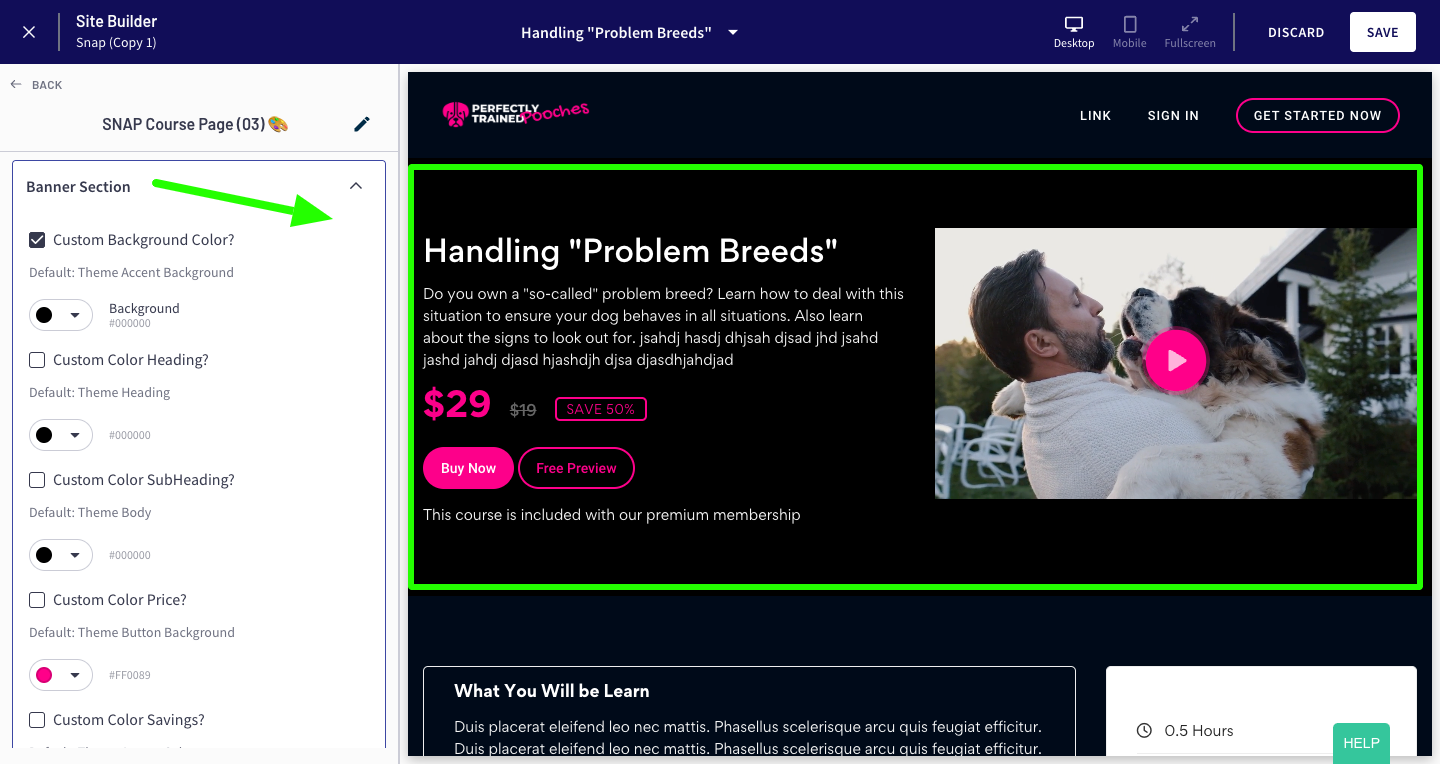 Site Builder
Snap (Copy 1)
Handling "Problem Breeds"
Desktop
Mobile
Fullscreen
DISCARD
SAVE
BACK
SNAP Course Page (03)
Banner Section
Custom Background Color?
Default: Theme Accent Background
Background
#000000
Custom Color Heading?
Default: Theme Heading
#000000
Custom Color SubHeading?
Default: Theme Body
#000000
Custom Color Price?
Default: Theme Button Background
#FF0089
Custom Color Savings?
PERFECTLY
TRAINED Pooches
LINK
SIGN IN
GET STARTED NOW
Handling "Problem Breeds"
Do you own a "so-called" problem breed? Learn how to deal with this
situation to ensure your dog behaves in all situations. Also learn
about the signs to look out for. jsahdj hasdj dhjsah djsad jhd jsahd
jashd jahdj djasd hjashdjh djsa djasdhjahdjad
$29 $19 SAVE 50%
Buy Now
Free Preview
This course is included with our premium membership
What You Will be Learn
Duis placerat eleifend leo nec mattis. Phasellus scelerisque arcu quis feugiat efficitur.
Duis placerat eleifend leo nec mattis. Phasellus scelerisque arcu quis feugiat efficitur.
0.5 Hours
HELP